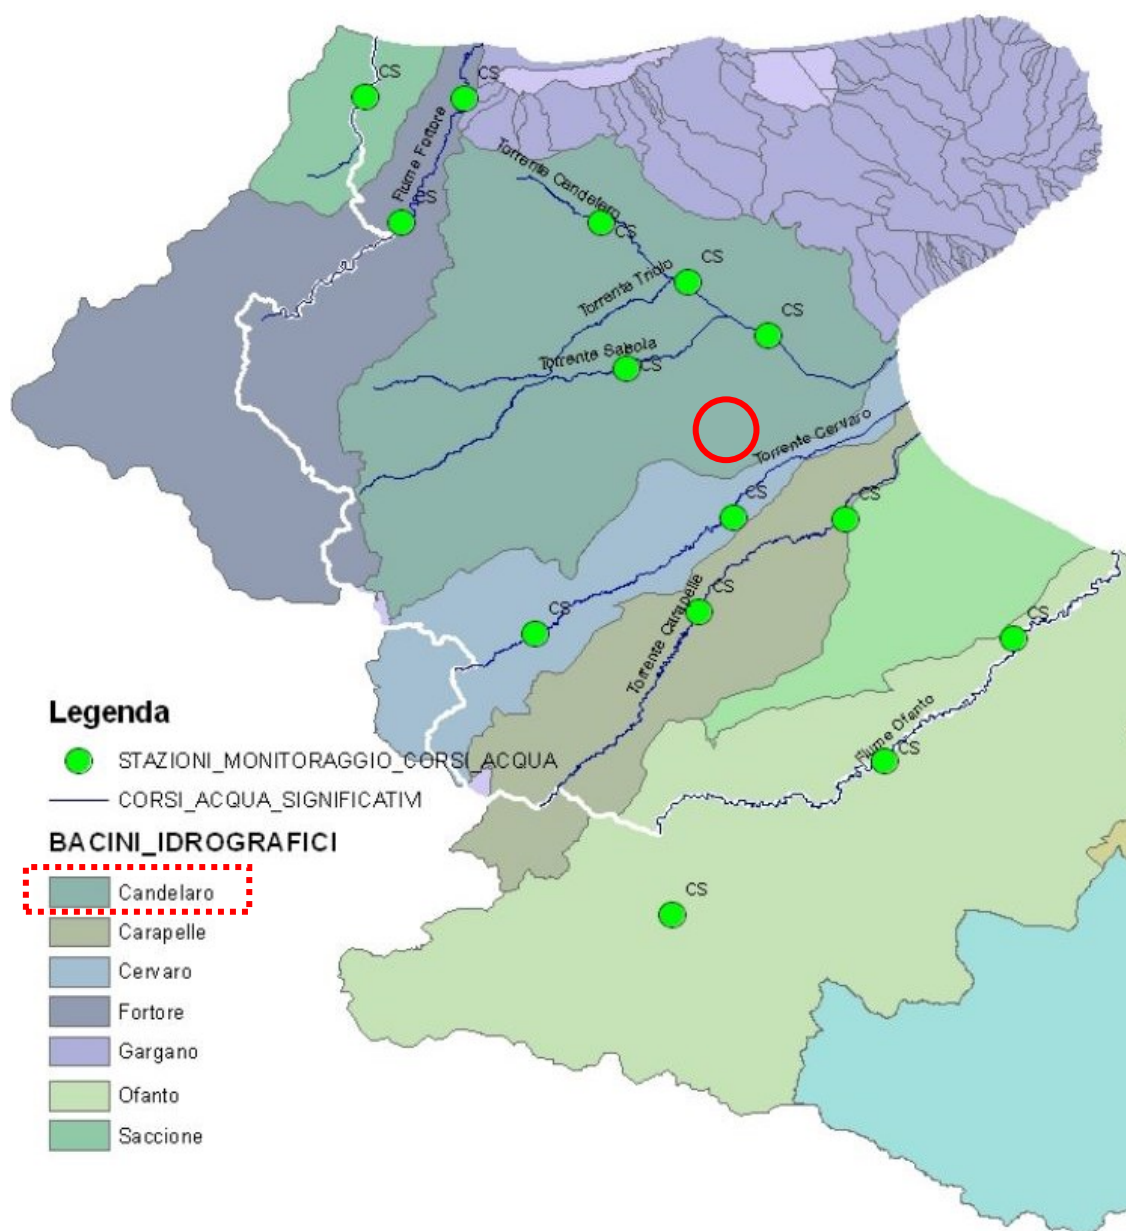 CS
CS
Fiume Fortore
CS
Torrente Candelaro
CS
CS
Torrente Triolo
CS
Torrente Salsola
CS
Torrente Cervaro
CS
CS
CS
Torrente Carapelle
CS
CS
Fiume Ofanto
CS
CS
Legenda
STAZIONI_MONITORAGGIO_CORSI_ACQUA
CORSI_ACQUA_SIGNIFICATIVI
BACINI_IDROGRAFICI
Candelaro
Carapelle
Cervaro
Fortore
Gargano
Ofanto
Saccione